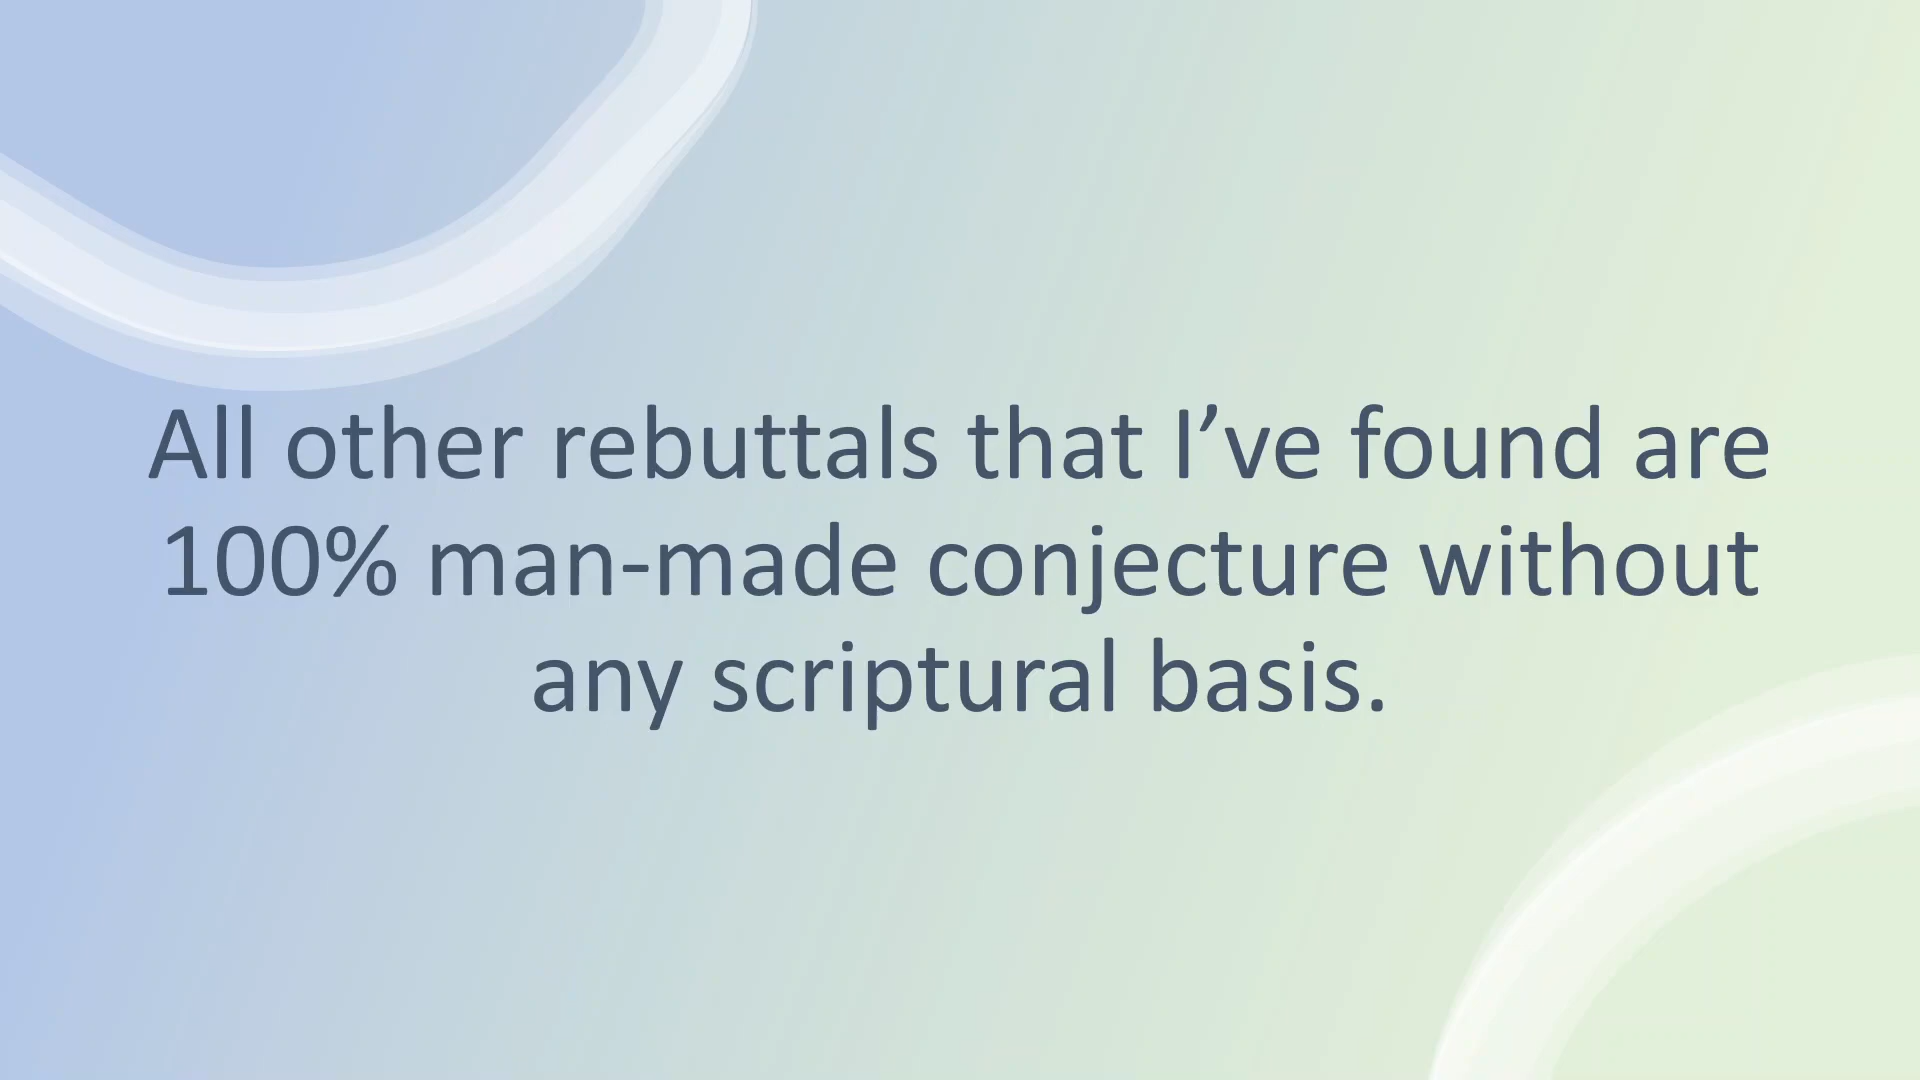 All other rebuttals that I’ve found are
100% man-made conjecture without
any scriptural basis.